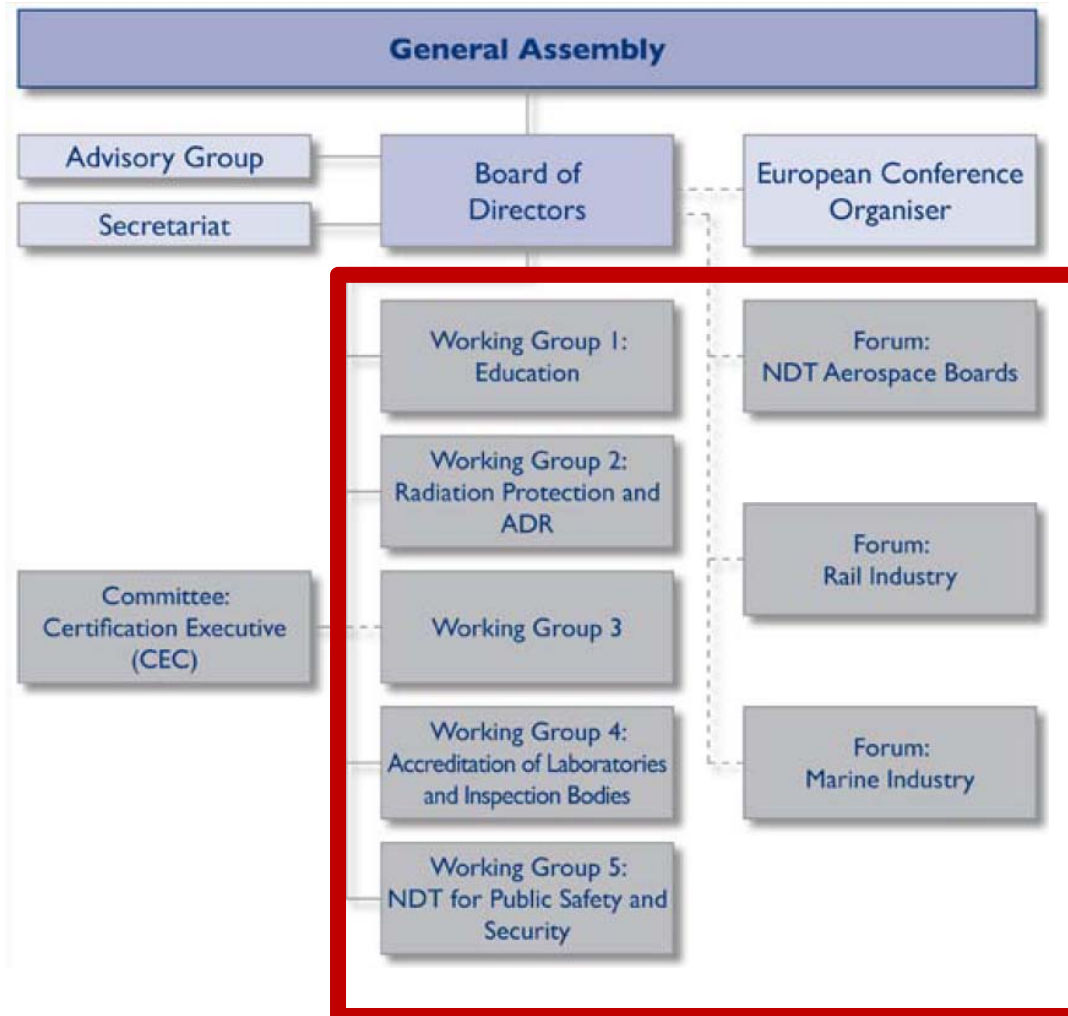 General Assembly
Advisory Group
Secretariat
Board of
Directors
European Conference
Organiser
Working Group 1:
Education
Forum:
NDT Aerospace Boards
Working Group 2:
Radiation Protection and
ADR
Forum:
Rail Industry
Committee:
Certification Executive
(CEC)
Working Group 3
Working Group 4:
Accreditation of Laboratories
and Inspection Bodies
Forum:
Marine Industry
Working Group 5:
NDT for Public Safety and
Security